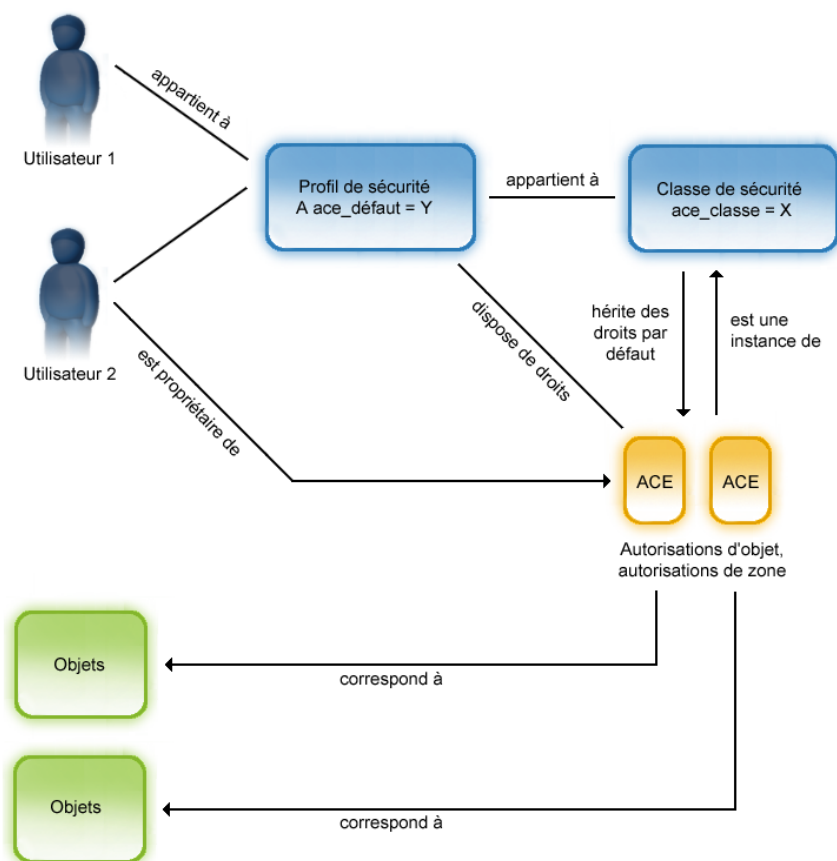 appartient à
Utilisateur 1
Profil de sécurité
A ace_défaut = Y
appartient à
Classe de sécurité
ace_classe = X
Utilisateur 2
est propriétaire de
dispose de droits
hérite des
droits par
défaut
est une
instance de
ACE
ACE
Autorisations d'objet,
autorisations de zone
Objets
correspond à
Objets
correspond à